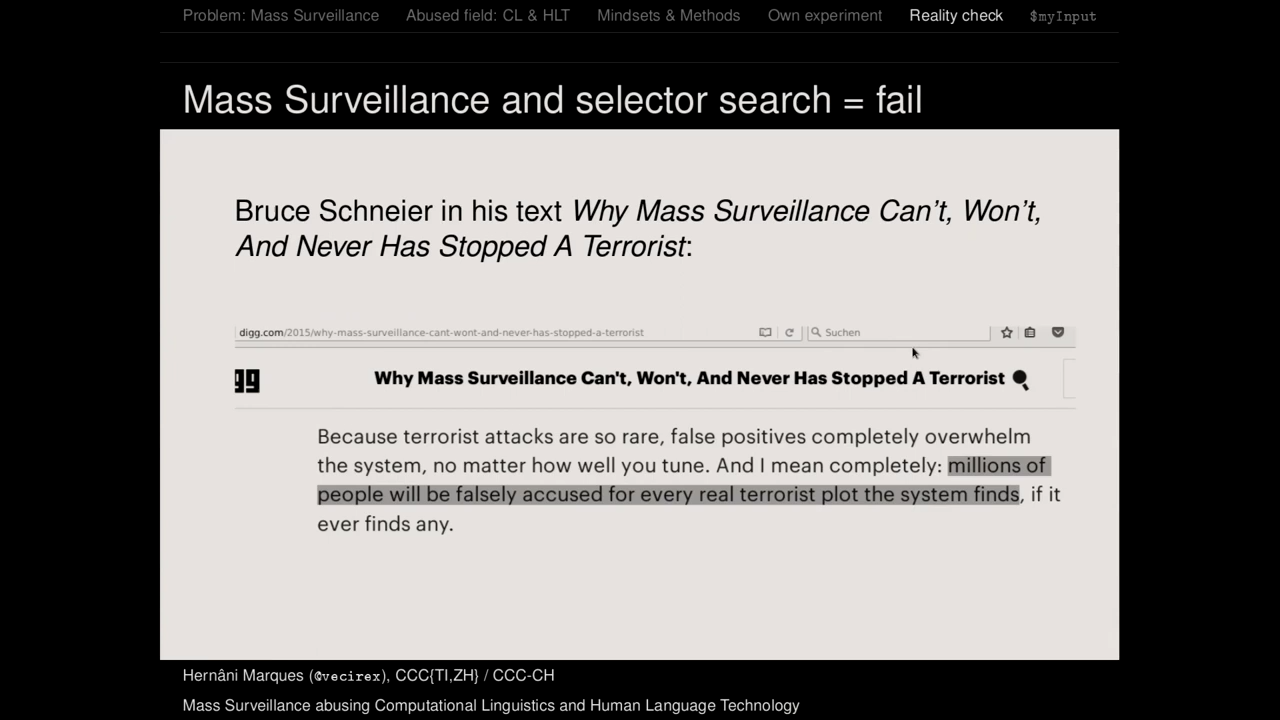 Problem: Mass Surveillance Abused field: CL & HLT Mindsets & Methods Own experiment Reality check $myInput
Mass Surveillance and selector search = fail
Bruce Schneier in his text Why Mass Surveillance Can't, Won't,
And Never Has Stopped A Terrorist:
digg.com/2015/why-mass-surveillance-cant-wont-and-never-has-stopped-a-terrorist Suchen
gg Why Mass Surveillance Can't, Won't, And Never Has Stopped A Terrorist
Because terrorist attacks are so rare, false positives completely overwhelm
the system, no matter how well you tune. And I mean completely: millions of
people will be falsely accused for every real terrorist plot the system finds, if it
ever finds any.
Hernâni Marques (@vecirex), CCC{TI,ZH} / CCC-CH
Mass Surveillance abusing Computational Linguistics and Human Language Technology